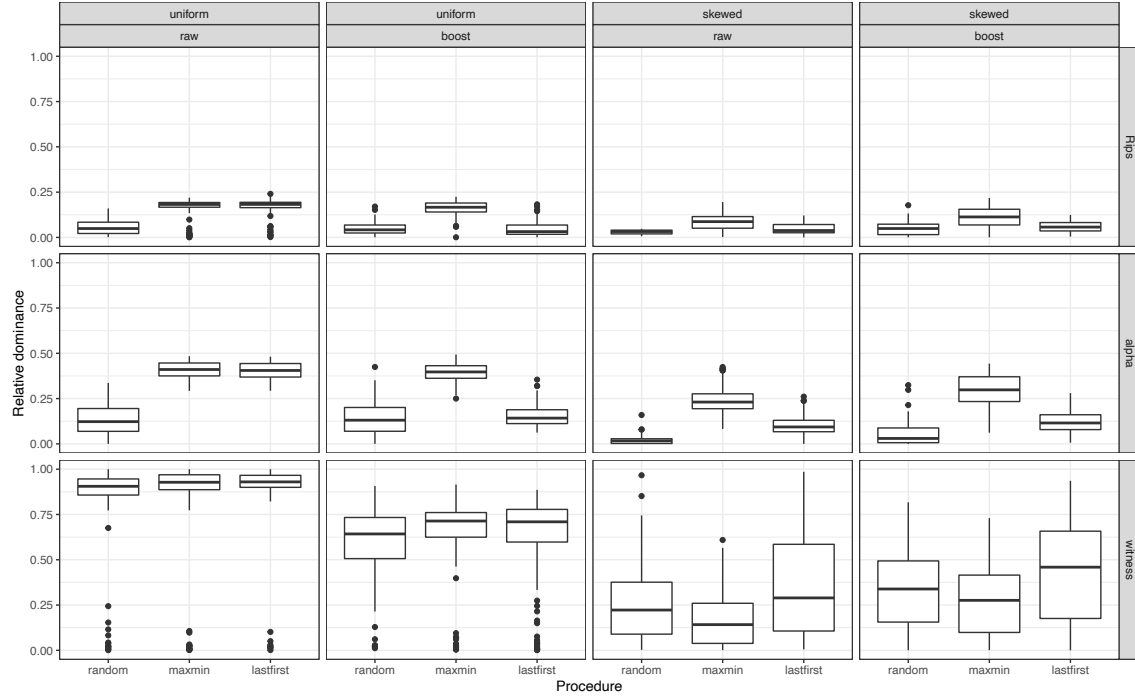 uniform uniform skewed skewed
raw boost raw boost
1.00
0.75
0.50
0.25
0.00
Rips
1.00
0.75
0.50
0.25
0.00
alpha
1.00
0.75
0.50
0.25
0.00
witness
Relative dominance
random maxmin lastfirst random maxmin lastfirst random maxmin lastfirst random maxmin lastfirst
Procedure